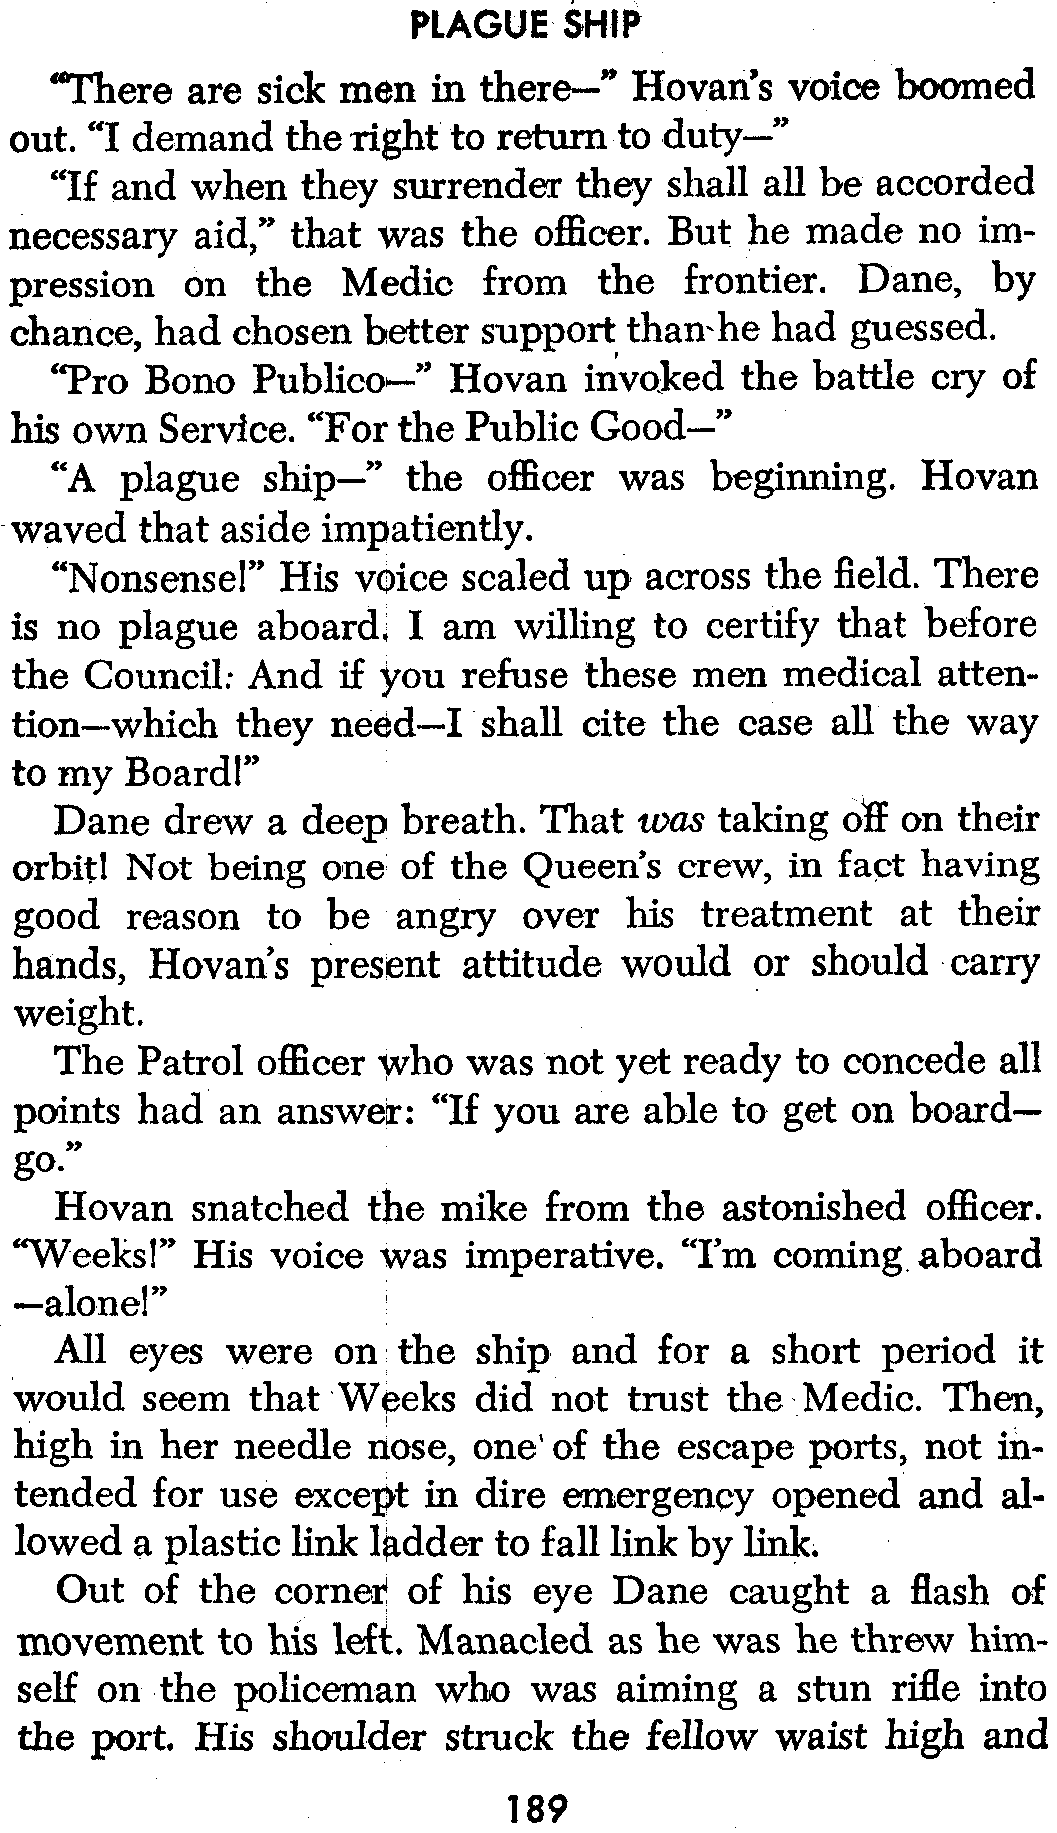 PLAGUE SHIP
“There are sick men in there—” Hovan’s voice boomed
out. “I demand the right to return to duty—”
“If and when they surrender they shall all be accorded
necessary aid,” that was the officer. But he made no im-
pression on the Medic from the frontier. Dane, by
chance, had chosen better support than he had guessed.
“Pro Bono Publico—” Hovan invoked the battle cry of
his own Service. “For the Public Good—”
“A plague ship—” the officer was beginning. Hovan
waved that aside impatiently.
“Nonsense!” His voice scaled up across the field. There
is no plague aboard. I am willing to certify that before
the Council. And if you refuse these men medical atten-
tion—which they need—I shall cite the case all the way
to my Board!”
Dane drew a deep breath. That was taking off on their
orbit! Not being one of the Queen’s crew, in fact having
good reason to be angry over his treatment at their
hands, Hovan’s present attitude would or should carry
weight.
The Patrol officer who was not yet ready to concede all
points had an answer: “If you are able to get on board—
go.”
Hovan snatched the mike from the astonished officer.
“Weeks!” His voice was imperative. “I’m coming aboard
—alone!”
All eyes were on the ship and for a short period it
would seem that Weeks did not trust the Medic. Then,
high in her needle nose, one of the escape ports, not in-
tended for use except in dire emergency opened and al-
lowed a plastic link ladder to fall link by link.
Out of the corner of his eye Dane caught a flash of
movement to his left. Manacled as he was he threw him-
self on the policeman who was aiming a stun rifle into
the port. His shoulder struck the fellow waist high and
189